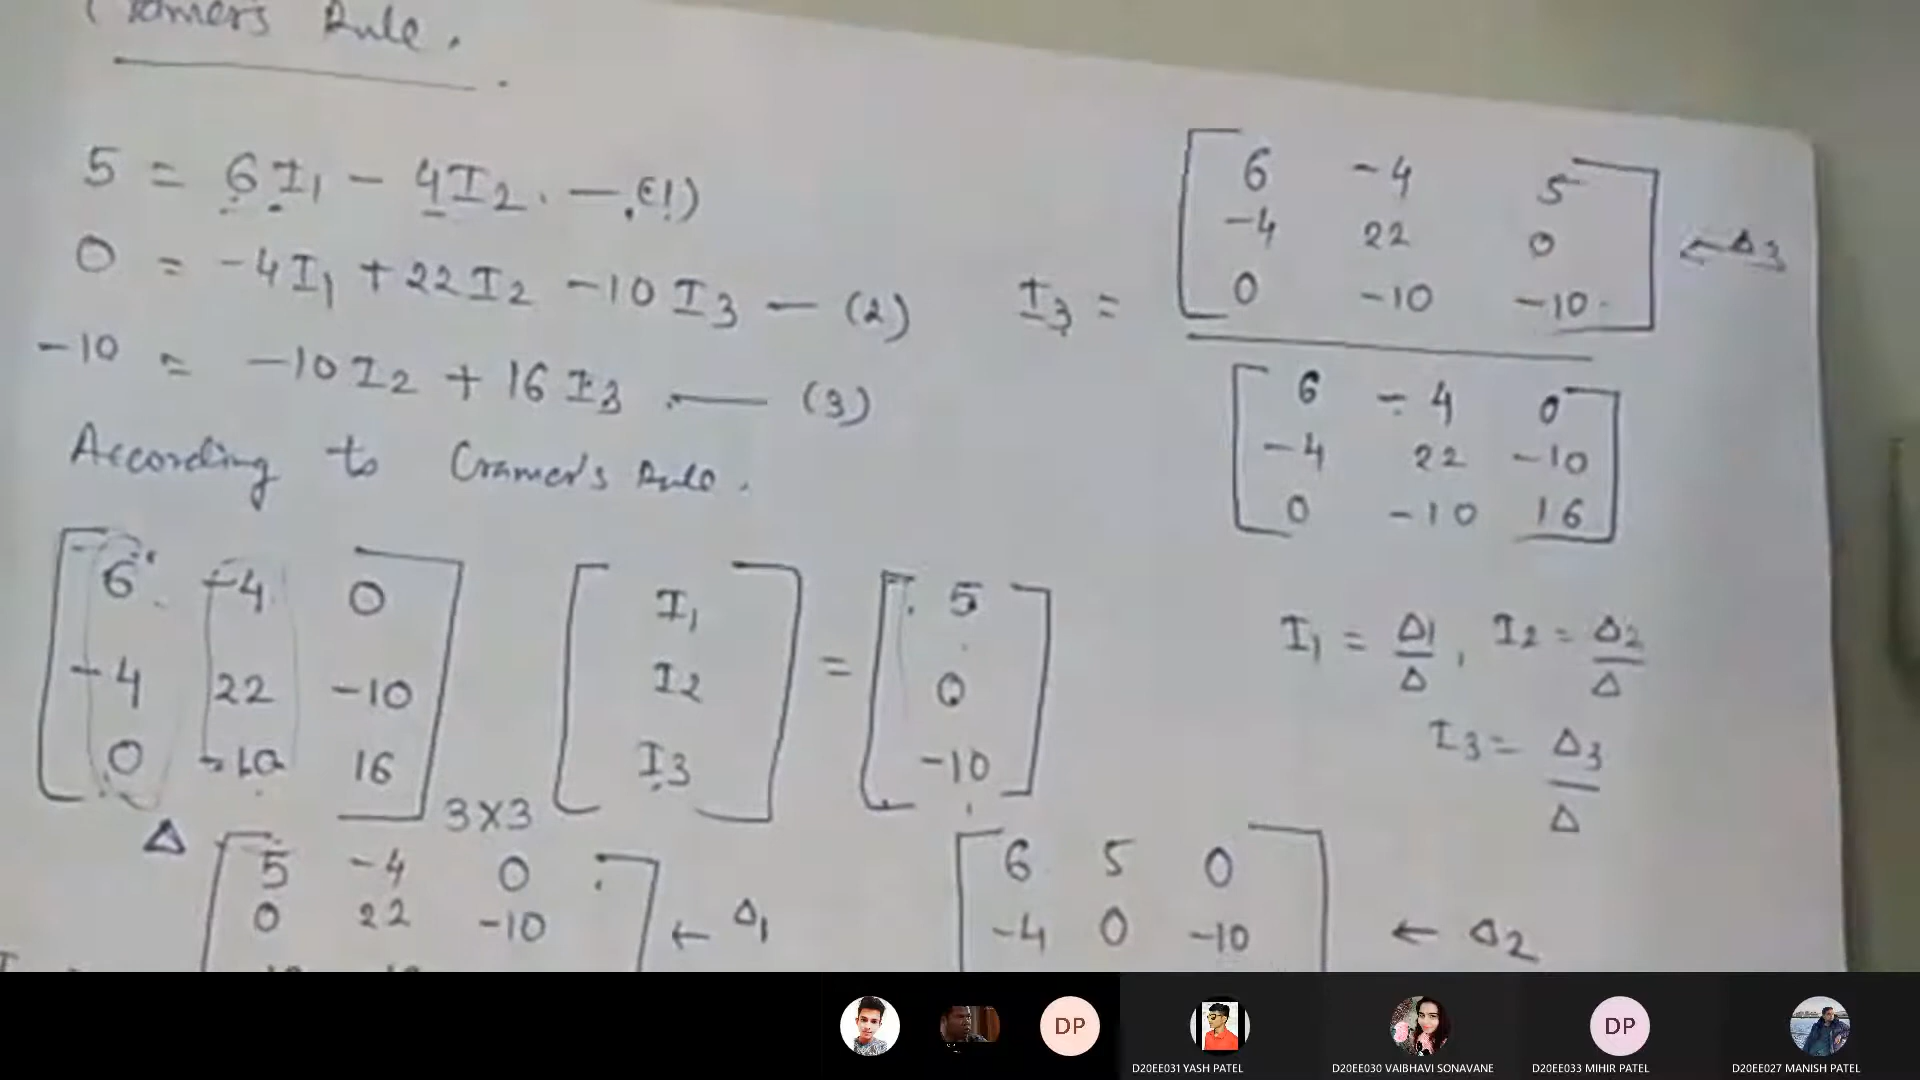 Cramer's Rule.
5 = 6I1 - 4I2. - (1)
0 = -4I1 + 22I2 - 10I3 - (2)
-10 = -10I2 + 16I3 - (3)
According to Cramer's Rule.
6 -4 0
-4 22 -10
0 -10 16
3x3
Δ
I1
I2
I3
=
5
0
-10
5 -4 0
0 22 -10
← Δ1
6 5 0
-4 0 -10
← Δ2
I3 =
6 -4 5
-4 22 0
0 -10 -10
← Δ3
6 -4 0
-4 22 -10
0 -10 16
I1 = Δ1/Δ, I2 = Δ2/Δ
I3 = Δ3/Δ
DP
DP
D20EE031 YASH PATEL
D20EE030 VAIBHAVI SONAVANE
D20EE033 MIHIR PATEL
D20EE027 MANISH PATEL